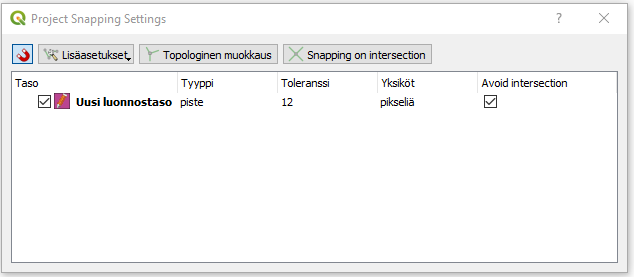 Project Snapping Settings
Lisäasetukset
Topologinen muokkaus
Snapping on intersection
Taso Tyyppi Toleranssi Yksiköt Avoid intersection
Uusi luonnostaso piste 12 pikseliä